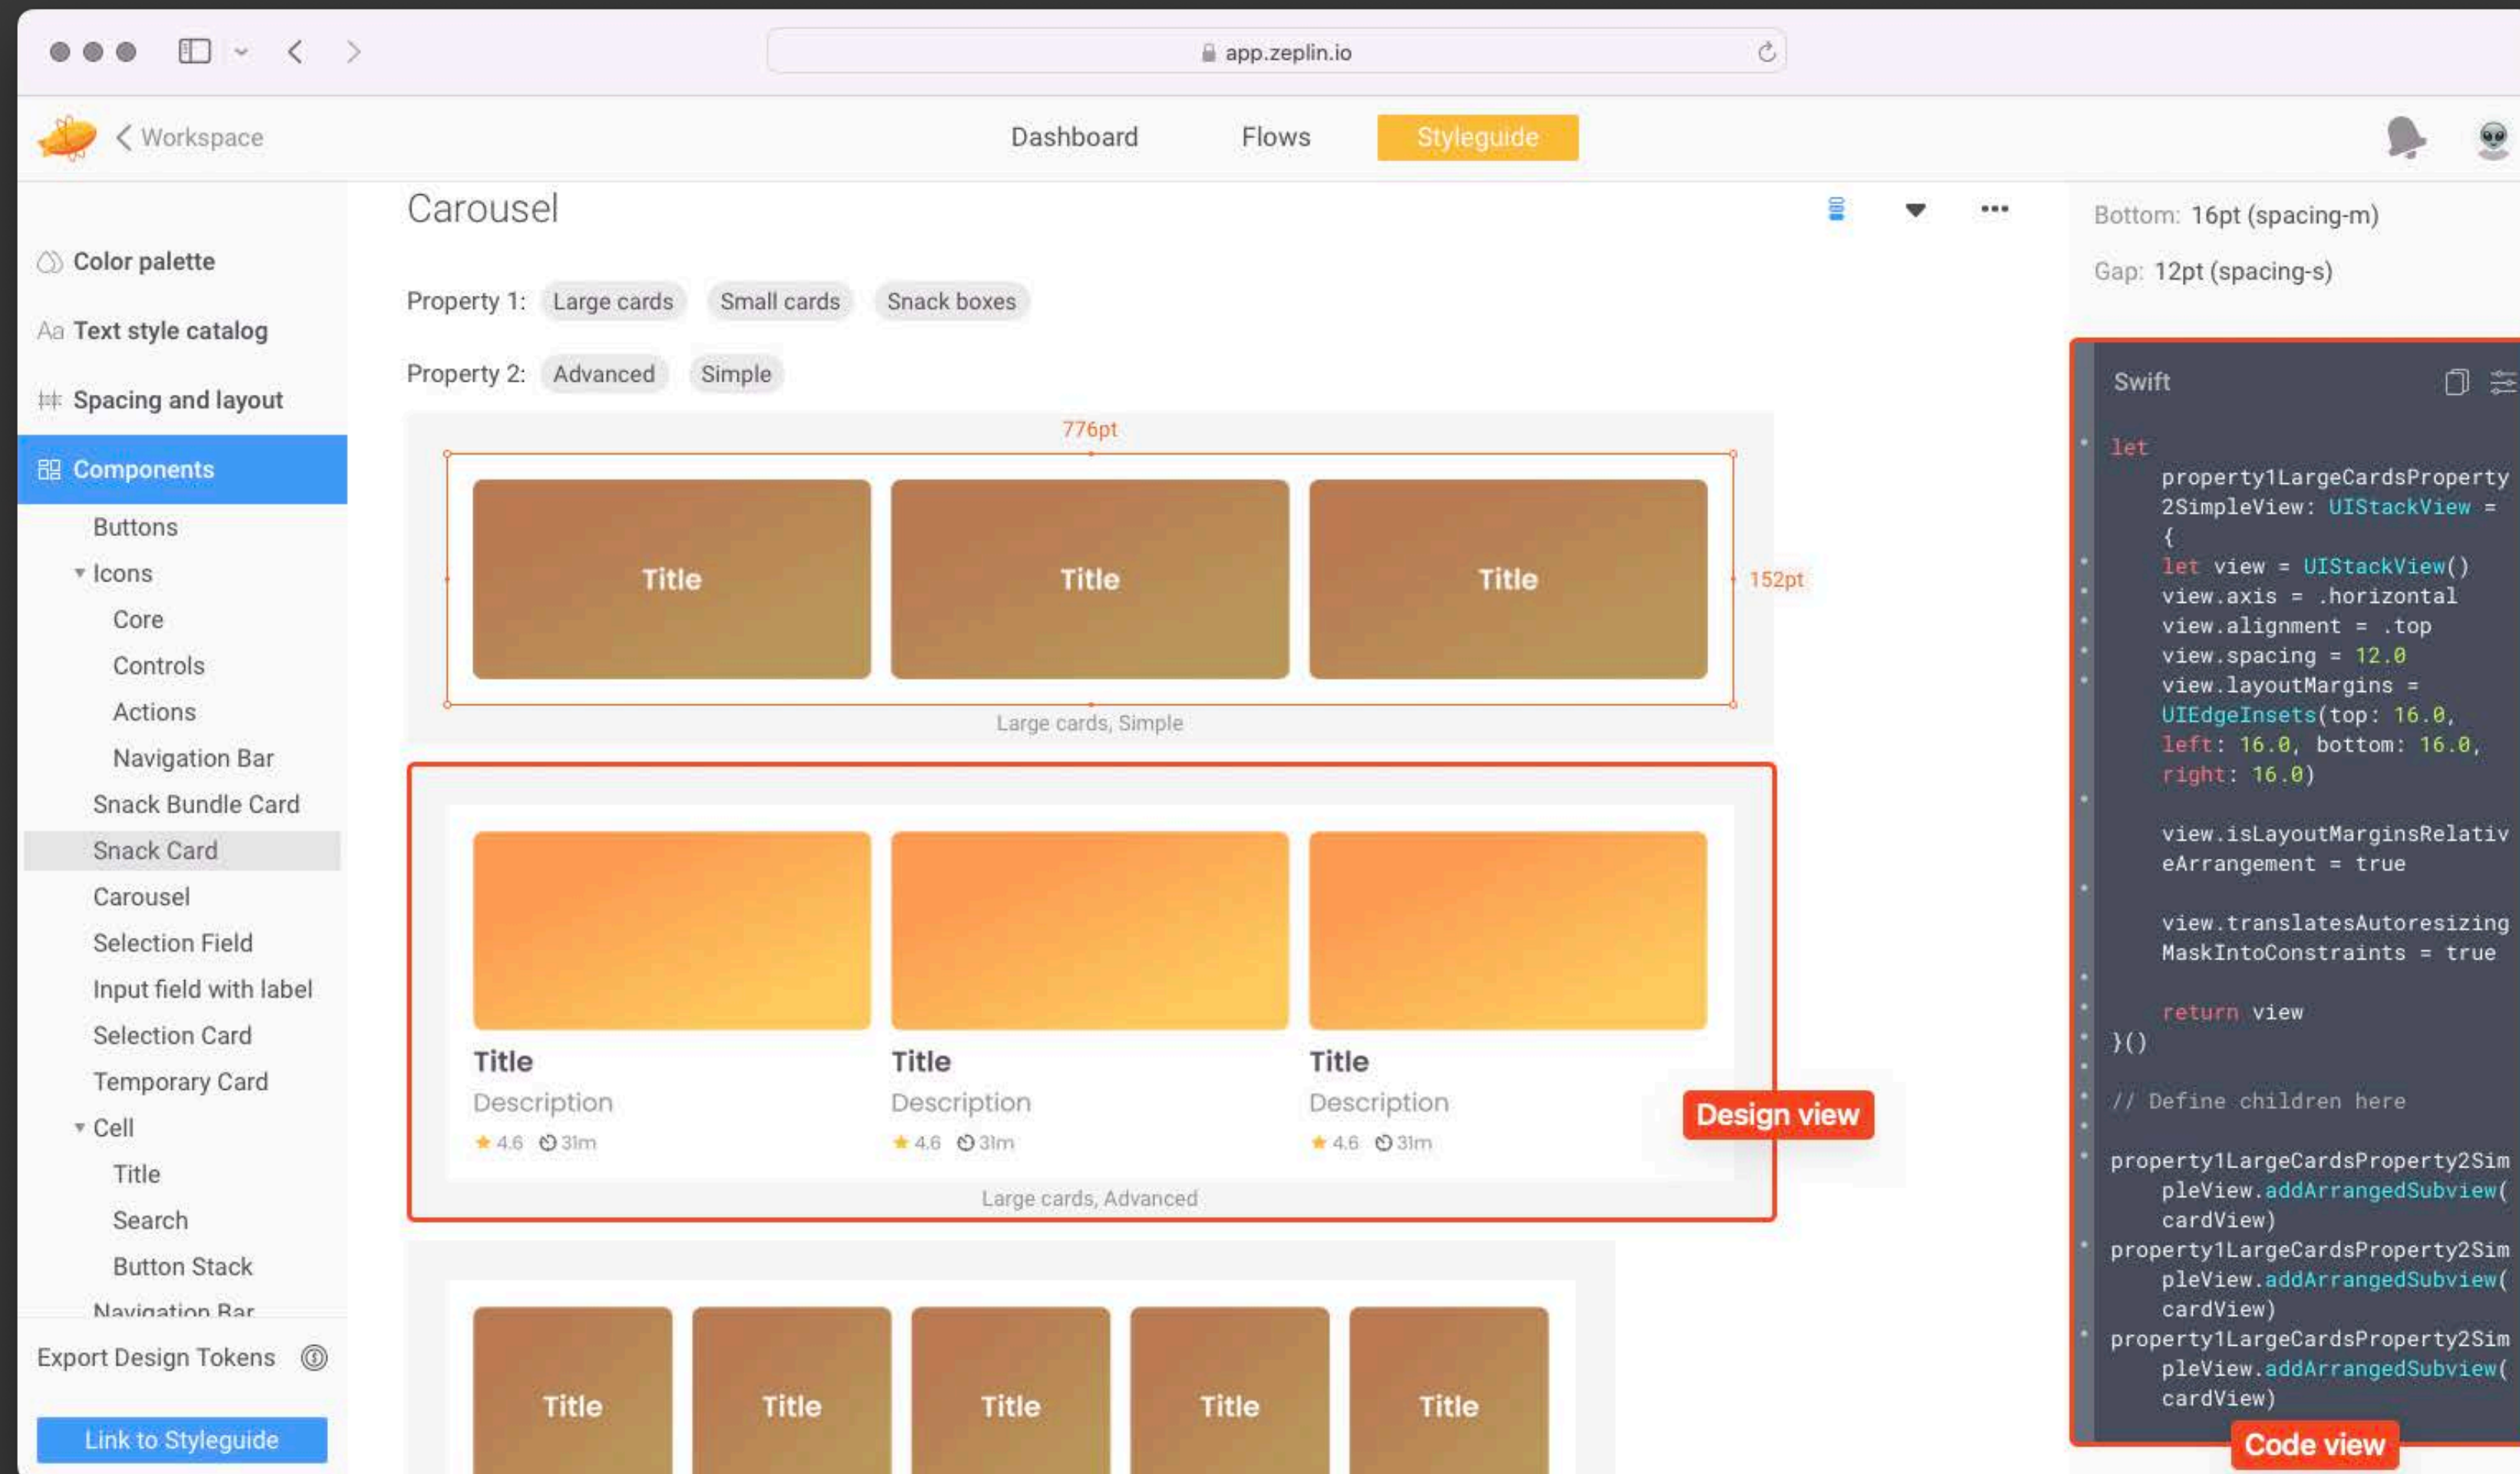 app.zeplin.io
Workspace
Dashboard
Flows
Styleguide
Color palette
Aa Text style catalog
Spacing and layout
Components
Buttons
Icons
Core
Controls
Actions
Navigation Bar
Snack Bundle Card
Snack Card
Carousel
Selection Field
Input field with label
Selection Card
Temporary Card
Cell
Title
Search
Button Stack
Navigation Bar
Export Design Tokens
Link to Styleguide
Carousel
Property 1: Large cards Small cards Snack boxes
Property 2: Advanced Simple
776pt
Title Title Title
152pt
Large cards, Simple
Title Title Title
Description Description Description
4.6 31m 4.6 31m 4.6 31m
Design view
Large cards, Advanced
Title Title Title Title Title
Bottom: 16pt (spacing-m)
Gap: 12pt (spacing-s)
Swift
let
property1LargeCardsProperty
2SimpleView: UIStackView =
{
let view = UIStackView()
view.axis = .horizontal
view.alignment = .top
view.spacing = 12.0
view.layoutMargins =
UIEdgeInsets(top: 16.0,
left: 16.0, bottom: 16.0,
right: 16.0)
view.isLayoutMarginsRelativ
eArrangement = true
view.translatesAutoresizing
MaskIntoConstraints = true
return view
}()
// Define children here
property1LargeCardsProperty2Sim
pleView.addArrangedSubview(
cardView)
property1LargeCardsProperty2Sim
pleView.addArrangedSubview(
cardView)
property1LargeCardsProperty2Sim
pleView.addArrangedSubview(
cardView)
Code view